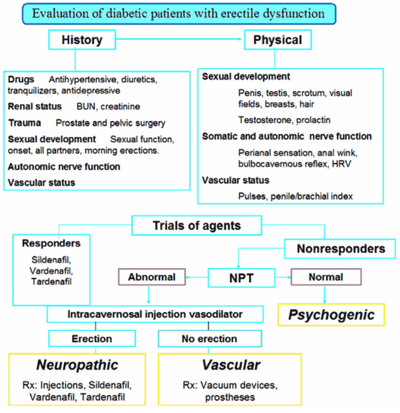 Evaluation of diabetic patients with erectile dysfunction
History
Physical
Drugs Antihypertensive, diuretics,
tranquilizers, antidepressive
Renal status BUN, creatinine
Trauma Prostate and pelvic surgery
Sexual development Sexual function,
onset, all partners, morning erections.
Autonomic nerve function
Vascular status
Sexual development
Penis, testis, scrotum, visual
fields, breasts, hair
Testosterone, prolactin
Somatic and autonomic nerve function
Perianal sensation, anal wink,
bulbocavernous reflex, HRV
Vascular status
Pulses, penile/brachial index
Trials of agents
Responders
Sildenafil,
Vardenafil,
Tardenafil
Nonresponders
Abnormal
NPT
Normal
Intracavernosal injection vasodilator
Psychogenic
Erection
No erection
Neuropathic
Rx: Injections, Sildenafil,
Vardenafil, Tardenafil
Vascular
Rx: Vacuum devices,
prostheses